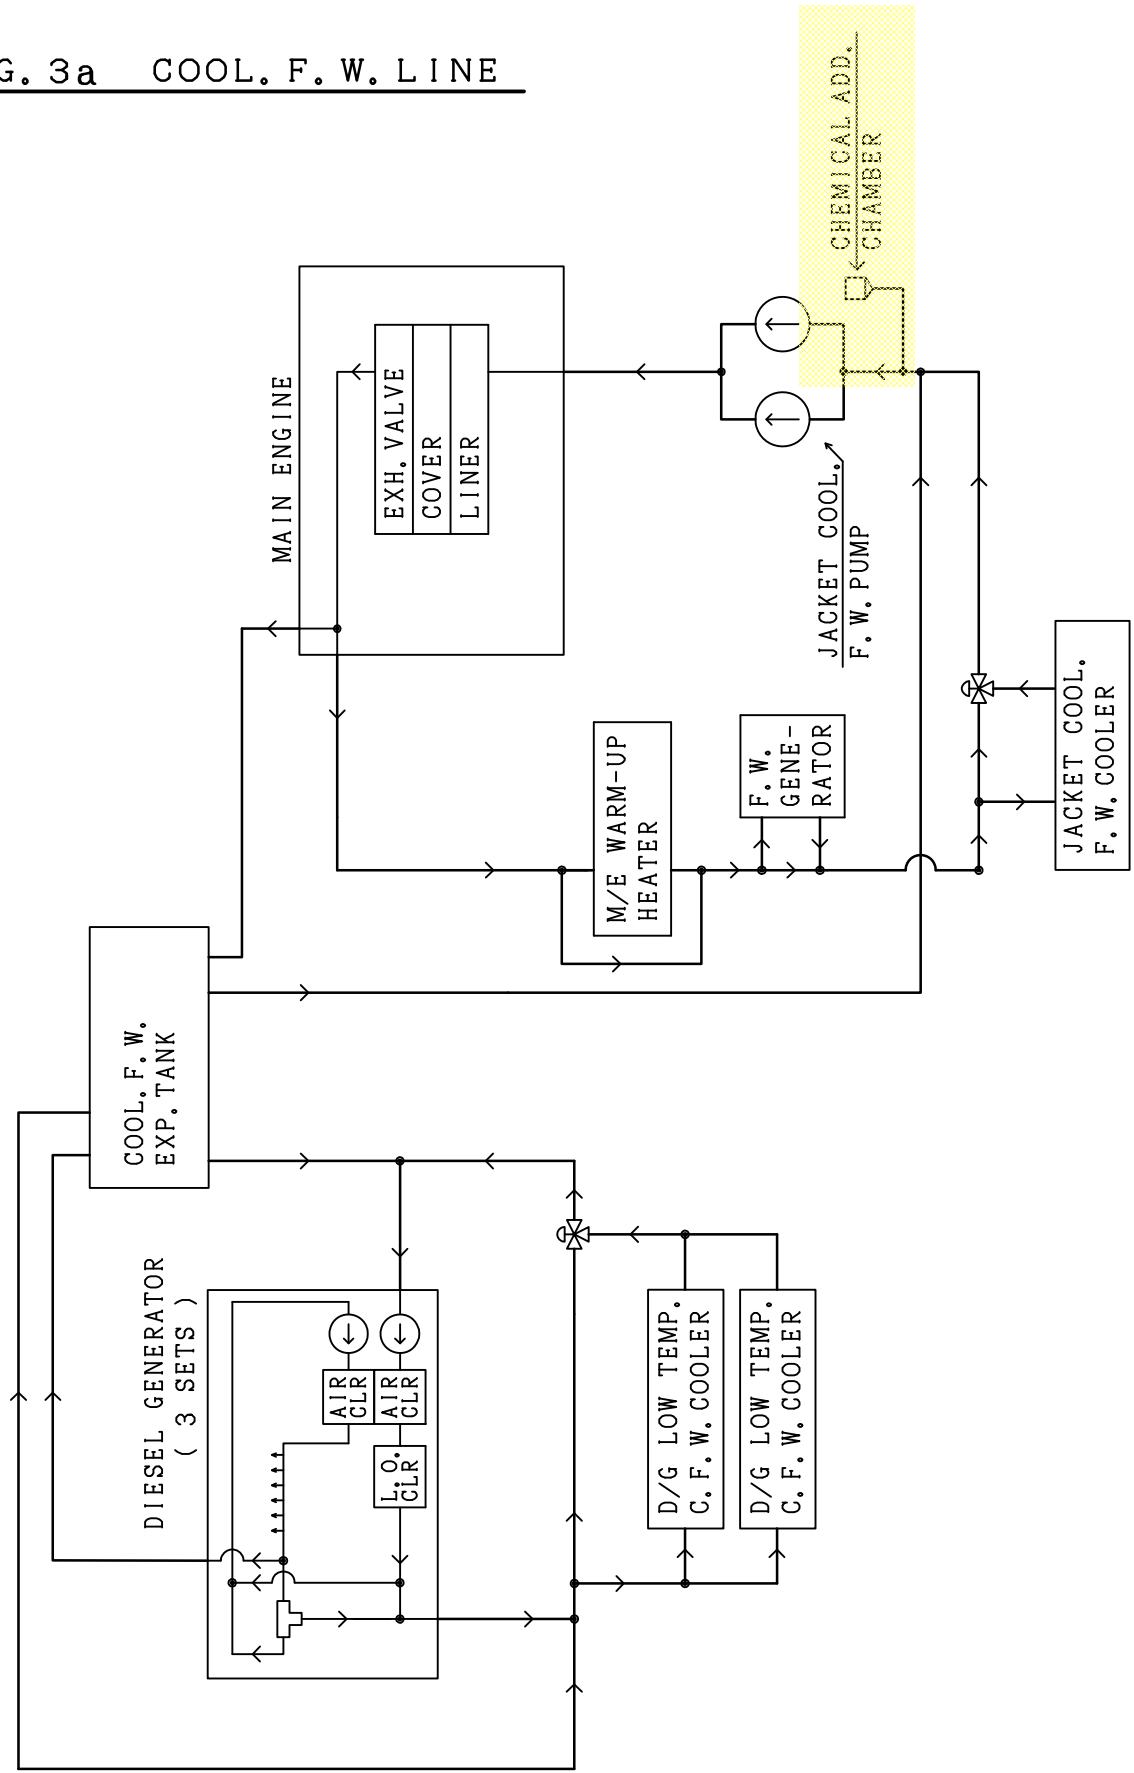 G. 3a COOL. F. W. LINE
CHEMICAL ADD.
CHAMBER
MAIN ENGINE
EXH. VALVE
COVER
LINER
JACKET COOL.
F. W. PUMP
M/E WARM-UP
HEATER
F. W.
GENE-
RATOR
JACKET COOL.
F. W. COOLER
COOL. F. W.
EXP. TANK
DIESEL GENERATOR
( 3 SETS )
AIR
CLR
AIR
CLR
L.O.
CLR
D/G LOW TEMP.
C. F. W. COOLER
D/G LOW TEMP.
C. F. W. COOLER